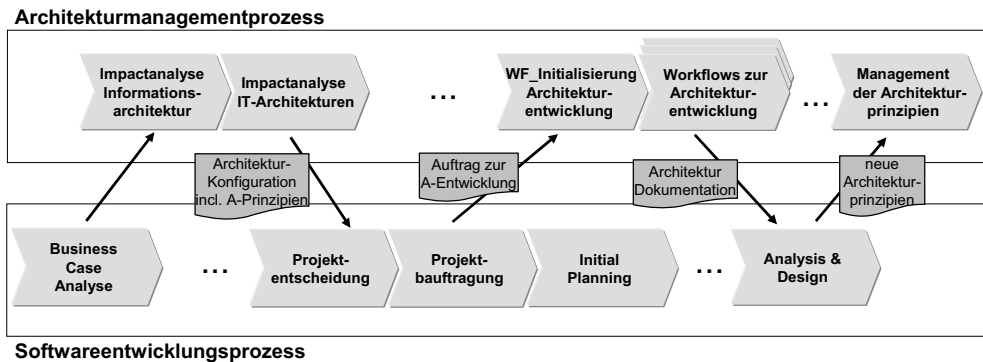 Architekturmanagementprozess
Impactanalyse
Informations-
architektur
Impactanalyse
IT-Architekturen
...
WF_Initialisierung
Architektur-
entwicklung
Workflows zur
Architektur-
entwicklung
...
Management
der Architektur-
prinzipien
Architektur-
Konfiguration
incl. A-Prinzipien
Auftrag zur
A-Entwicklung
Architektur
Dokumentation
neue
Architektur-
prinzipien
Business
Case
Analyse
...
Projekt-
entscheidung
Projekt-
bauftragung
Initial
Planning
...
Analysis &
Design
Softwareentwicklungsprozess